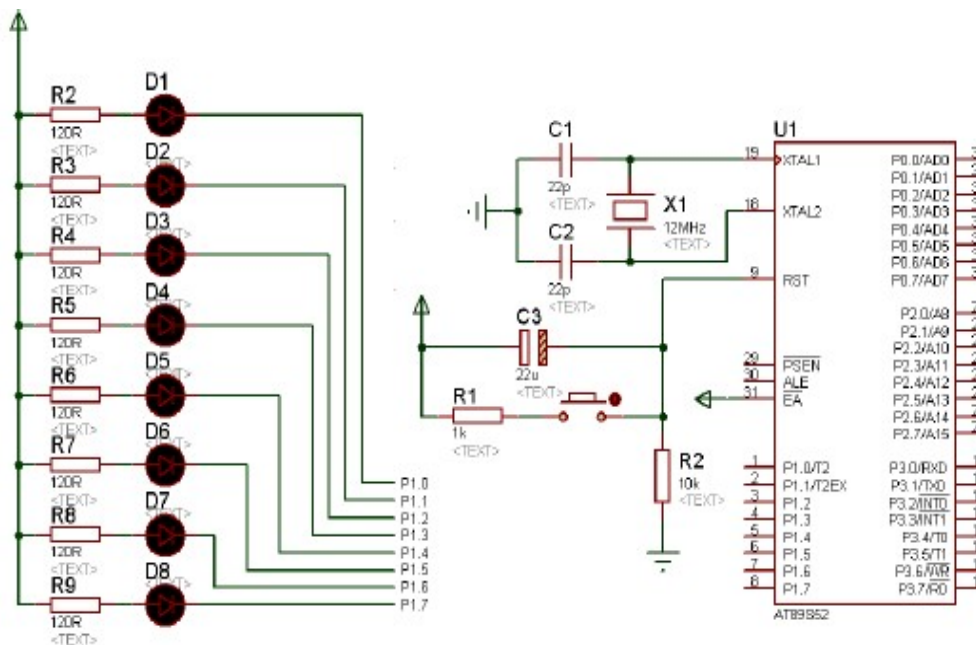 R2
D1
120R
<TEXT>
<TEXT>
R3
D2
120R
<TEXT>
<TEXT>
R4
D3
120R
<TEXT>
<TEXT>
R5
D4
120R
<TEXT>
<TEXT>
R6
D5
120R
<TEXT>
<TEXT>
R7
D6
120R
<TEXT>
<TEXT>
R8
D7
120R
<TEXT>
<TEXT>
R9
D8
120R
<TEXT>
<TEXT>
P1.0
P1.1
P1.2
P1.3
P1.4
P1.5
P1.6
P1.7
C1
22p
<TEXT>
C2
22p
<TEXT>
X1
12MHz
<TEXT>
C3
22u
<TEXT>
R1
1k
<TEXT>
R2
10k
<TEXT>
U1
19 XTAL1
18 XTAL2
9 RST
29 PSEN
30 ALE
31 EA
1 P1.0/T2
2 P1.1/T2EX
3 P1.2
4 P1.3
5 P1.4
6 P1.5
7 P1.6
8 P1.7
P0.0/AD0
P0.1/AD1
P0.2/AD2
P0.3/AD3
P0.4/AD4
P0.5/AD5
P0.6/AD6
P0.7/AD7
P2.0/A8
P2.1/A9
P2.2/A10
P2.3/A11
P2.4/A12
P2.5/A13
P2.6/A14
P2.7/A15
P3.0/RXD
P3.1/TXD
P3.2/INT0
P3.3/INT1
P3.4/T0
P3.5/T1
P3.6/WR
P3.7/RD
AT89S52